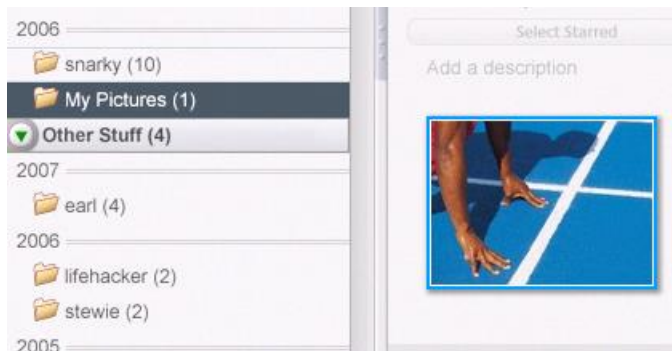 2006
snarky (10)
My Pictures (1)
Other Stuff (4)
2007
earl (4)
2006
lifehacker (2)
stewie (2)
2005
Select Starred
Add a description